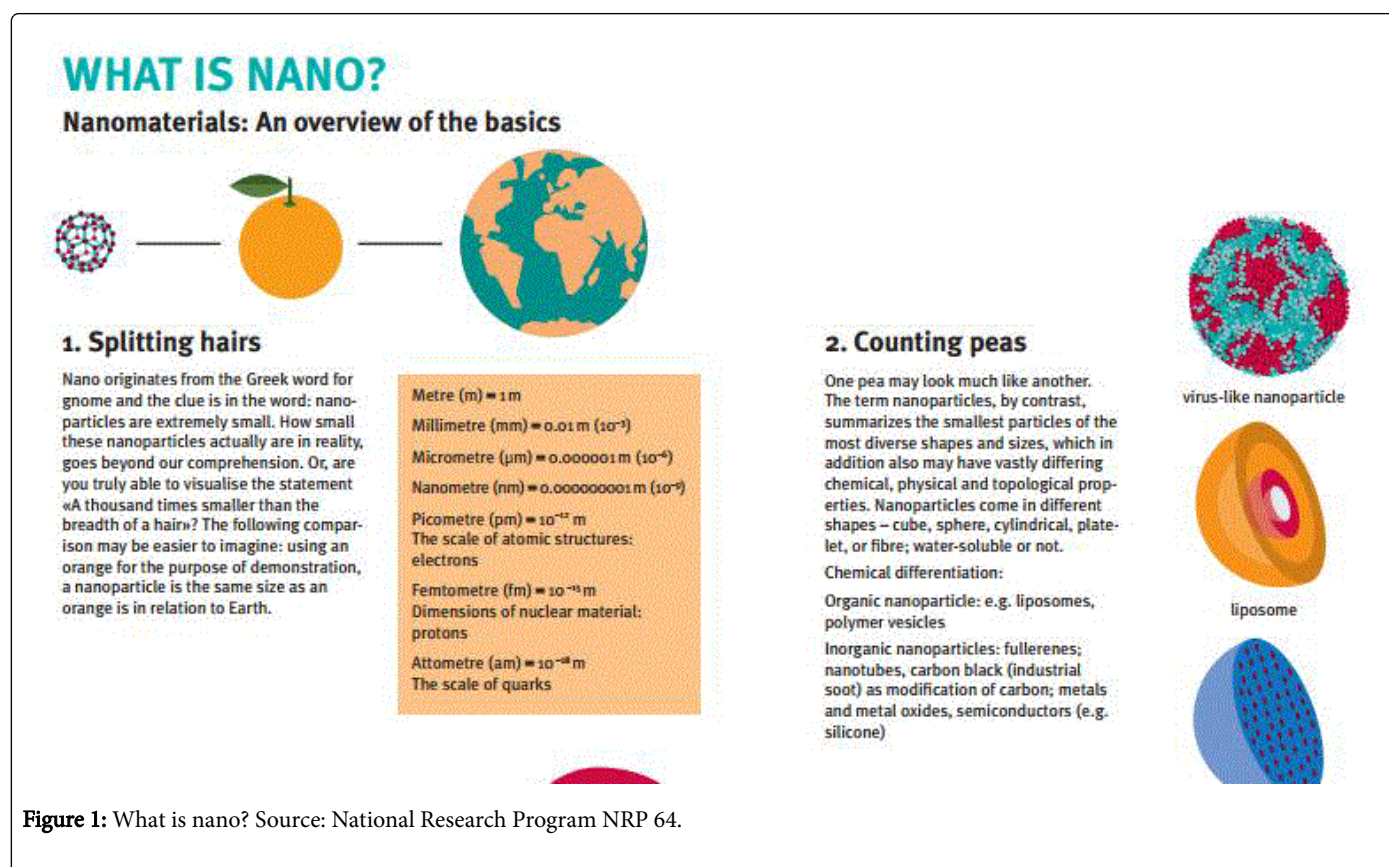 WHAT IS NANO?
Nanomaterials: An overview of the basics
1. Splitting hairs
Nano originates from the Greek word for
gnome and the clue is in the word: nano-
particles are extremely small. How small
these nanoparticles actually are in reality,
goes beyond our comprehension. Or, are
you truly able to visualise the statement
«A thousand times smaller than the
breadth of a hair»? The following compar-
ison may be easier to imagine: using an
orange for the purpose of demonstration,
a nanoparticle is the same size as an
orange is in relation to Earth.
Metre (m) = 1 m
Millimetre (mm) = 0.01 m (10⁻³)
Micrometre (µm) = 0.000001 m (10⁻⁶)
Nanometre (nm) = 0.000000001 m (10⁻⁹)
Picometre (pm) = 10⁻¹² m
The scale of atomic structures:
electrons
Femtometre (fm) = 10⁻¹⁵ m
Dimensions of nuclear material:
protons
Attometre (am) = 10⁻¹⁸ m
The scale of quarks
2. Counting peas
One pea may look much like another.
The term nanoparticles, by contrast,
summarizes the smallest particles of the
most diverse shapes and sizes, which in
addition also may have vastly differing
chemical, physical and topological prop-
erties. Nanoparticles come in different
shapes – cube, sphere, cylindrical, plate-
let, or fibre; water-soluble or not.
Chemical differentiation:
Organic nanoparticle: e.g. liposomes,
polymer vesicles
Inorganic nanoparticles: fullerenes;
nanotubes, carbon black (industrial
soot) as modification of carbon; metals
and metal oxides, semiconductors (e.g.
silicone)
virus-like nanoparticle
liposome
Figure 1: What is nano? Source: National Research Program NRP 64.